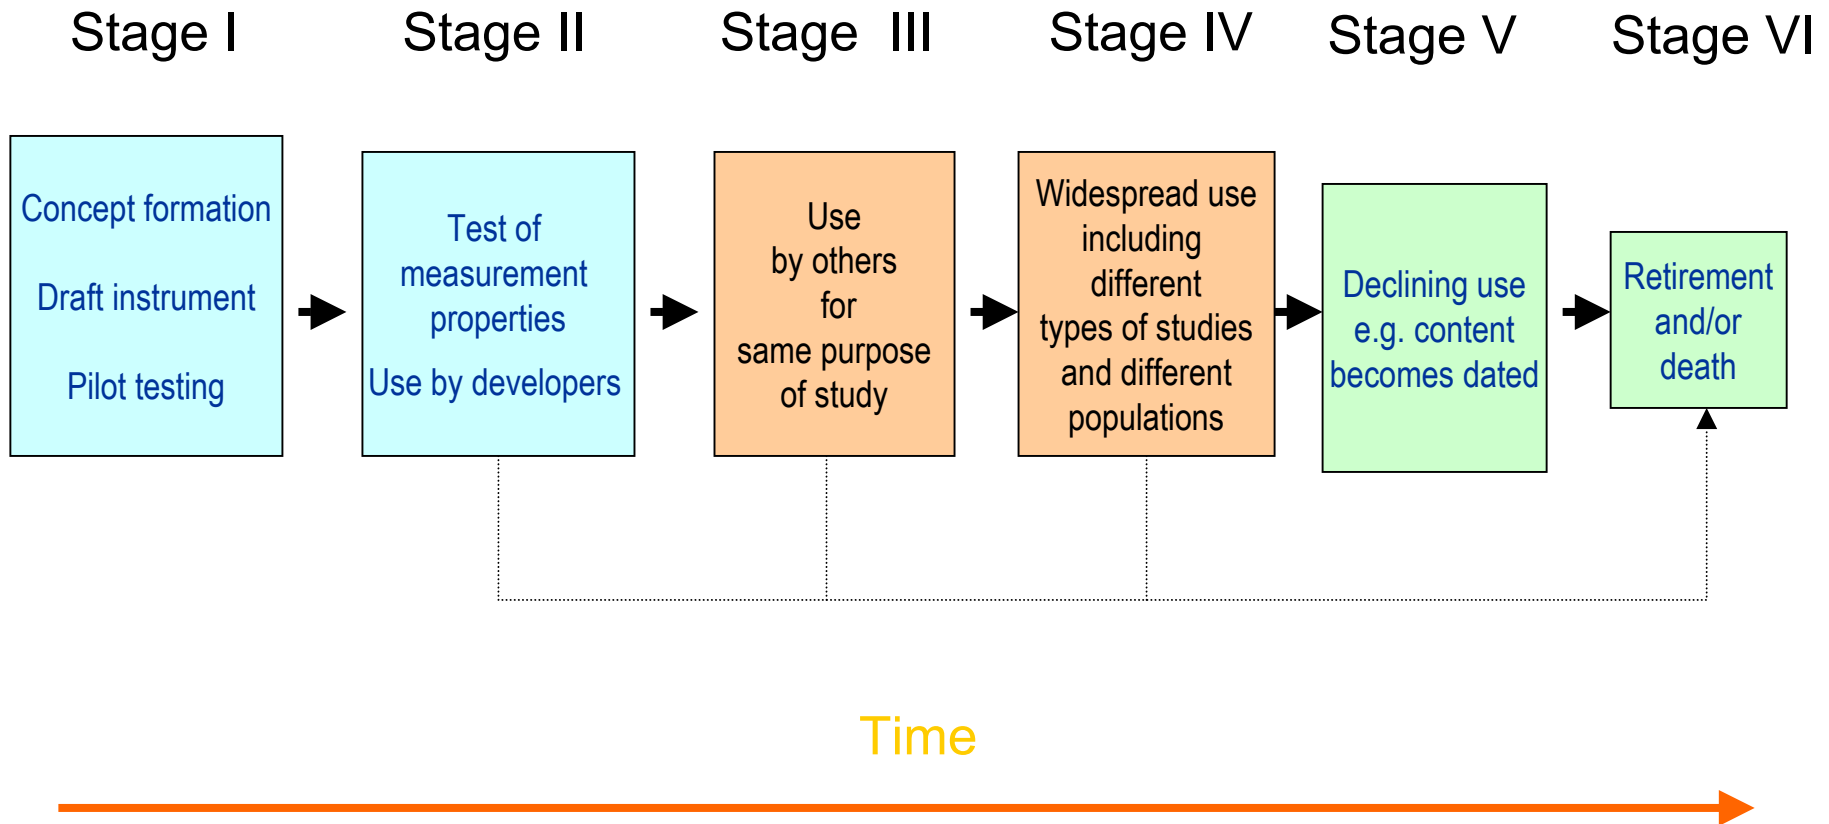 Stage I
Stage II
Stage III
Stage IV
Stage V
Stage VI
Concept formation
Draft instrument
Pilot testing
Test of
measurement
properties
Use by developers
Use
by others
for
same purpose
of study
Widespread use
including
different
types of studies
and different
populations
Declining use
e.g. content
becomes dated
Retirement
and/or
death
Time